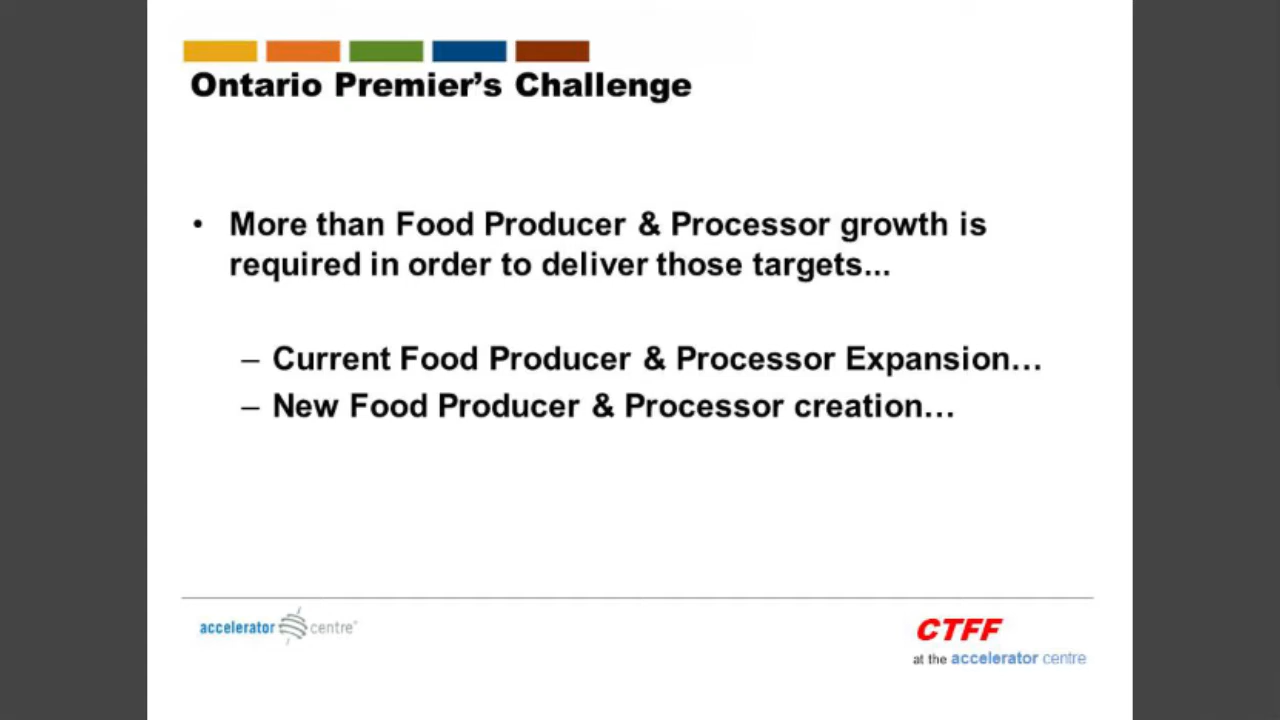 Ontario Premier’s Challenge
• More than Food Producer & Processor growth is
required in order to deliver those targets...
– Current Food Producer & Processor Expansion…
– New Food Producer & Processor creation…
accelerator centre
CTFF
at the accelerator centre